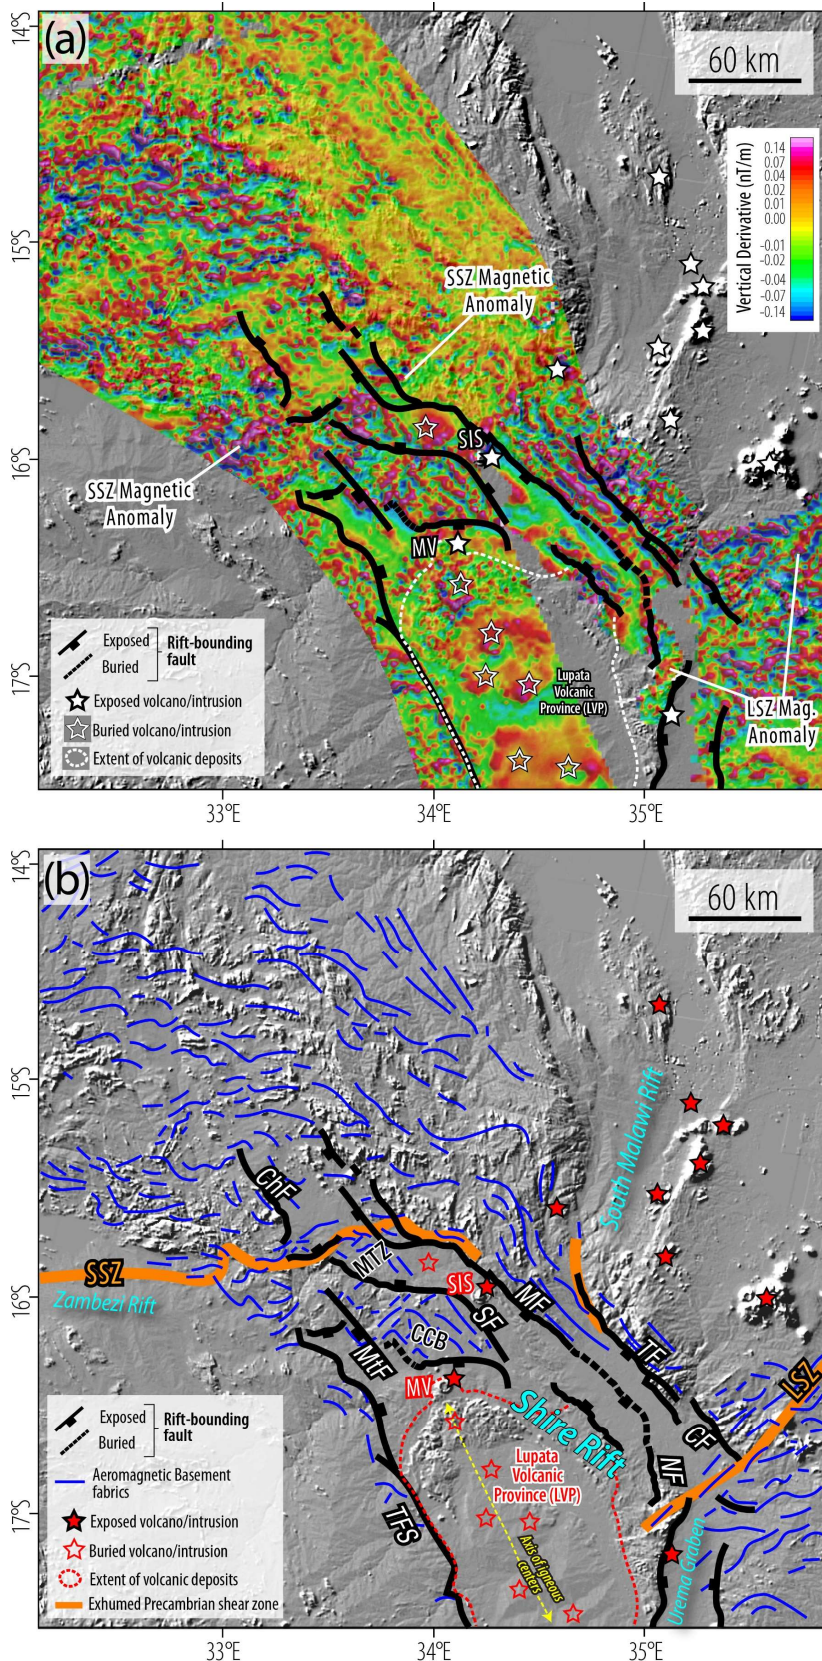 (a)
14°S
60 km
Vertical Derivative (nT/m)
0.14
0.07
0.04
0.02
0.01
0.00
-0.01
-0.02
-0.04
-0.07
-0.14
15°S
SSZ Magnetic
Anomaly
SIS
16°S
SSZ Magnetic
Anomaly
MV
Exposed
Buried
Rift-bounding
fault
Exposed volcano/intrusion
Buried volcano/intrusion
Extent of volcanic deposits
17°S
Lupata
Volcanic
Province (LVP)
LSZ Mag.
Anomaly
33°E
34°E
35°E
(b)
14°S
60 km
15°S
South Malawi Rift
ChF
MTZ
SSZ
Zambezi Rift
SIS
16°S
SF
MF
CCB
TF
MtF
MV
LSZ
Shire Rift
CF
NF
Lupata
Volcanic
Province (LVP)
Exposed
Buried
Rift-bounding
fault
Aeromagnetic Basement
fabrics
Exposed volcano/intrusion
Buried volcano/intrusion
Extent of volcanic deposits
Exhumed Precambrian shear zone
17°S
TFS
Axis of igneous
centers
Urema Graben
33°E
34°E
35°E